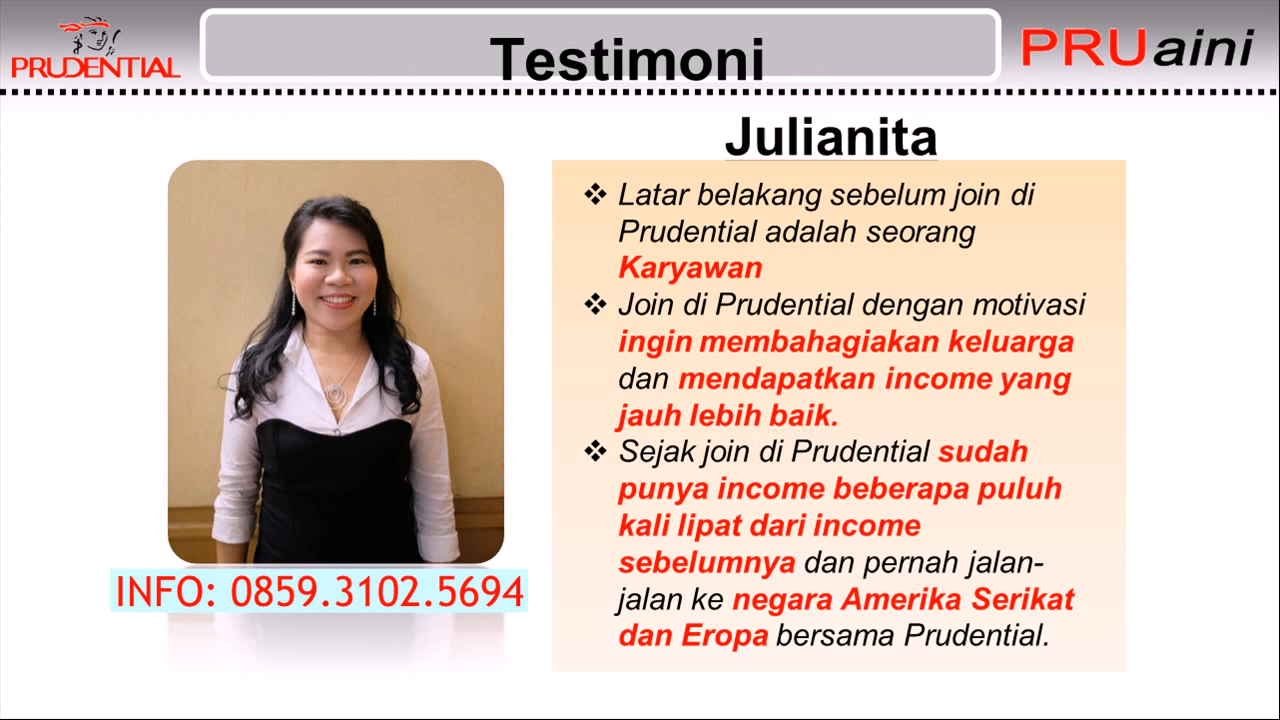 PRUDENTIAL
Testimoni
PRUaini
Julianita
❖ Latar belakang sebelum join di
Prudential adalah seorang
Karyawan
❖ Join di Prudential dengan motivasi
ingin membahagiakan keluarga
dan mendapatkan income yang
jauh lebih baik.
❖ Sejak join di Prudential sudah
punya income beberapa puluh
kali lipat dari income
sebelumnya dan pernah jalan-
jalan ke negara Amerika Serikat
dan Eropa bersama Prudential.
INFO: 0859.3102.5694